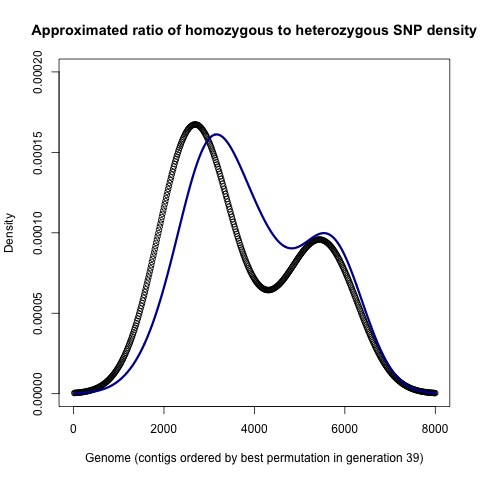 Approximated ratio of homozygous to heterozygous SNP density
0.00020
0.00015
0.00010
0.00005
0.00000
Density
0 2000 4000 6000 8000
Genome (contigs ordered by best permutation in generation 39)